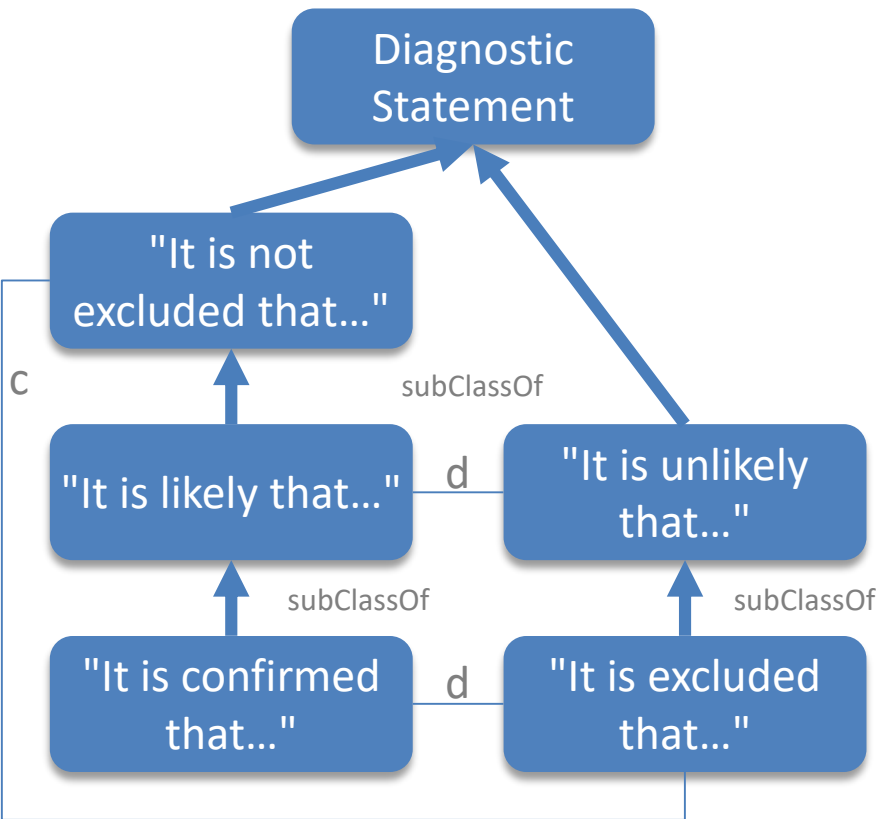 Diagnostic
Statement
"It is not
excluded that…"
c
subClassOf
"It is likely that…"
d
"It is unlikely
that…"
subClassOf
subClassOf
"It is confirmed
that…"
d
"It is excluded
that…"